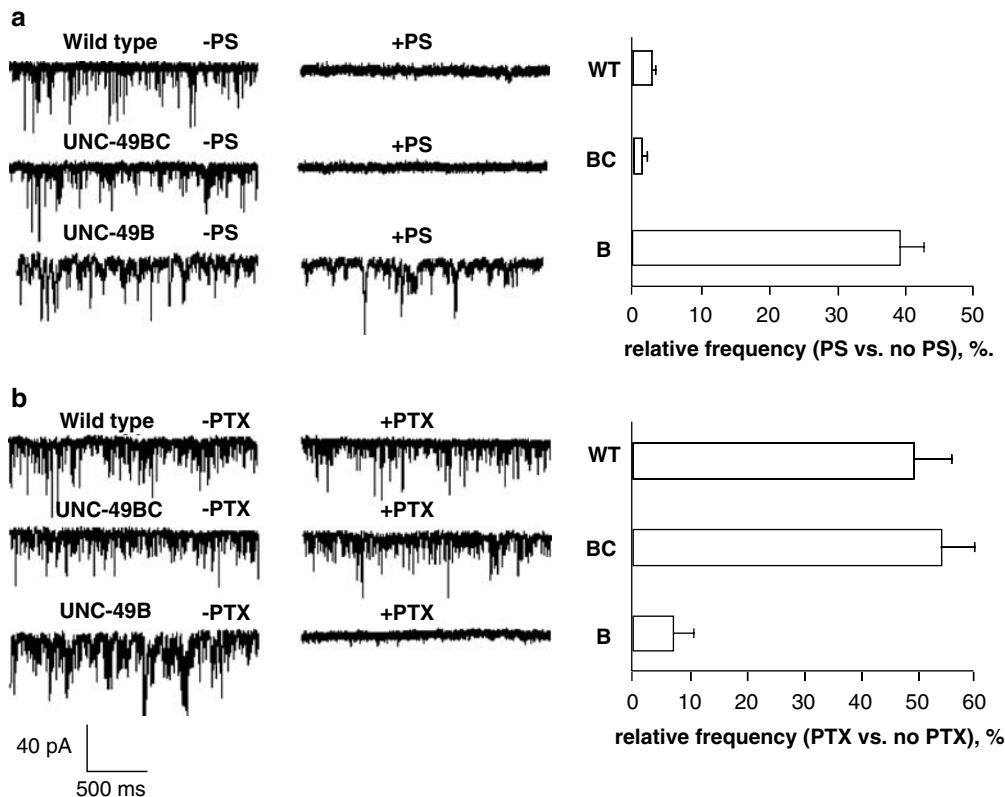 a
Wild type -PS +PS
UNC-49BC -PS +PS
UNC-49B -PS +PS
WT
BC
B
0 10 20 30 40 50
relative frequency (PS vs. no PS), %.
b
Wild type -PTX +PTX
UNC-49BC -PTX +PTX
UNC-49B -PTX +PTX
40 pA
500 ms
WT
BC
B
0 10 20 30 40 50 60
relative frequency (PTX vs. no PTX), %